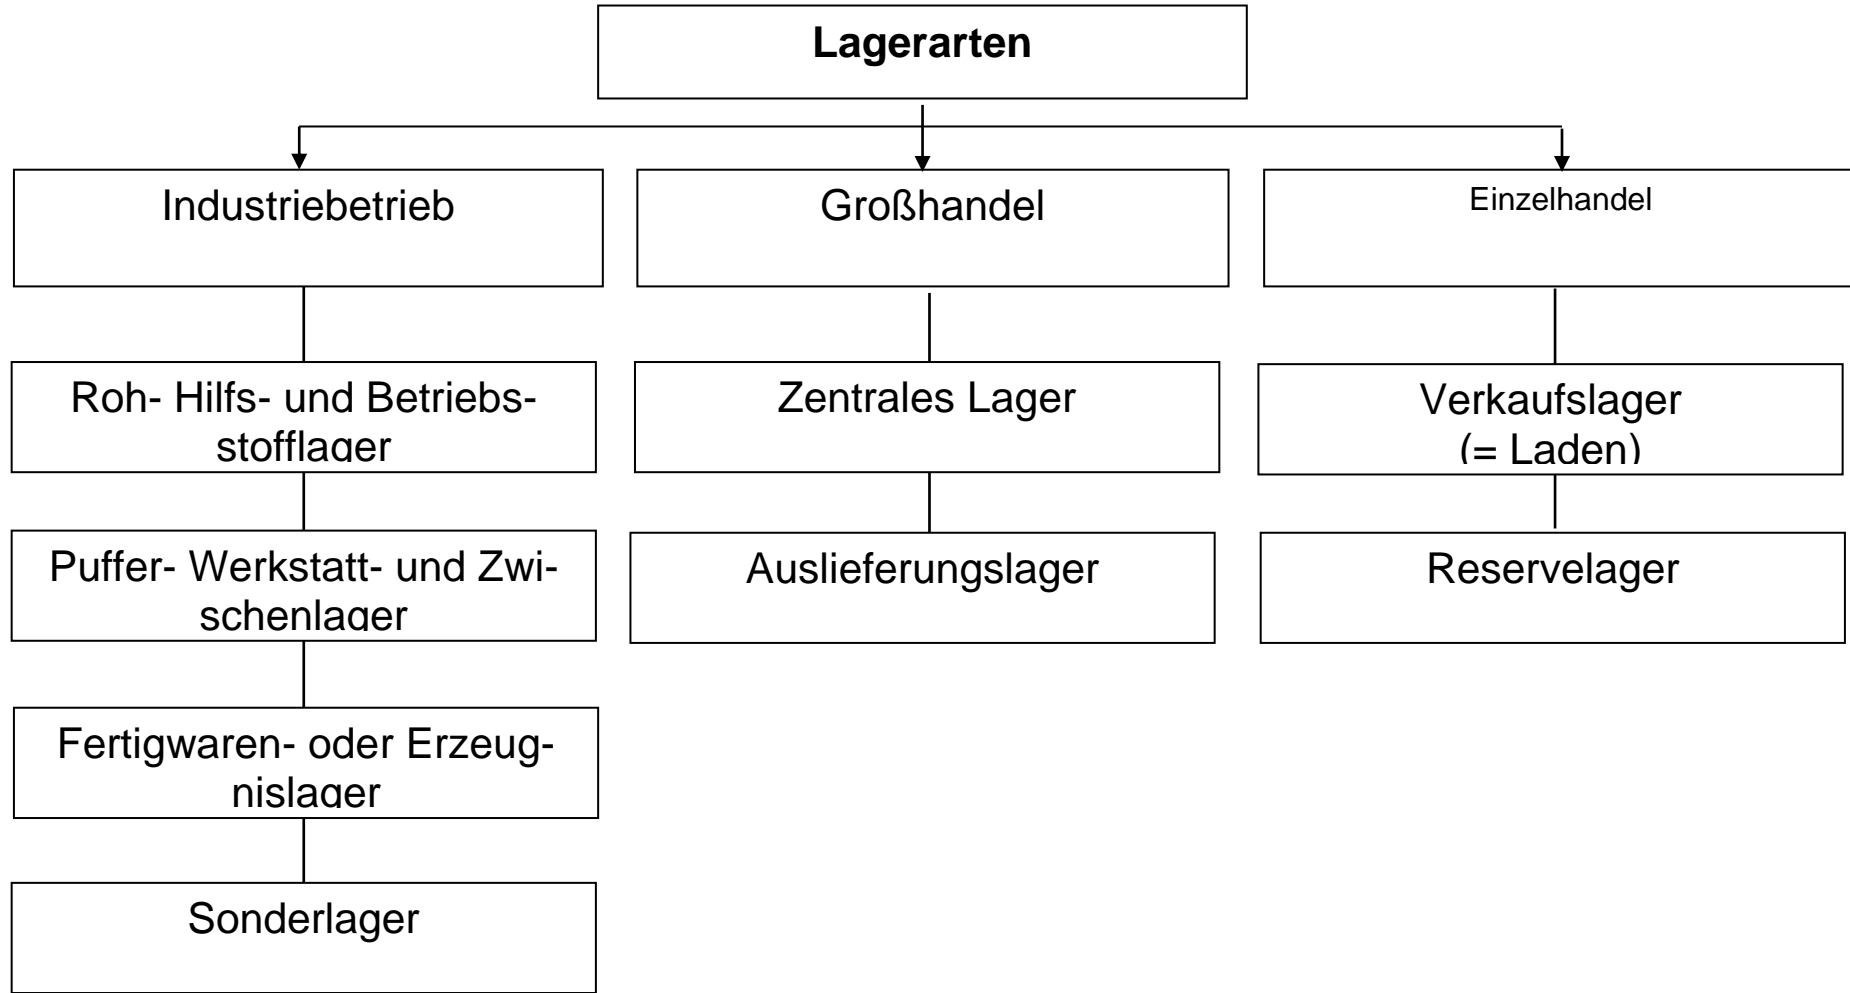 Lagerarten
Industriebetrieb
Großhandel
Einzelhandel
Roh- Hilfs- und Betriebs-
stofflager
Zentrales Lager
Verkaufslager
(= Laden)
Puffer- Werkstatt- und Zwi-
schenlager
Auslieferungslager
Reservelager
Fertigwaren- oder Erzeug-
nislager
Sonderlager